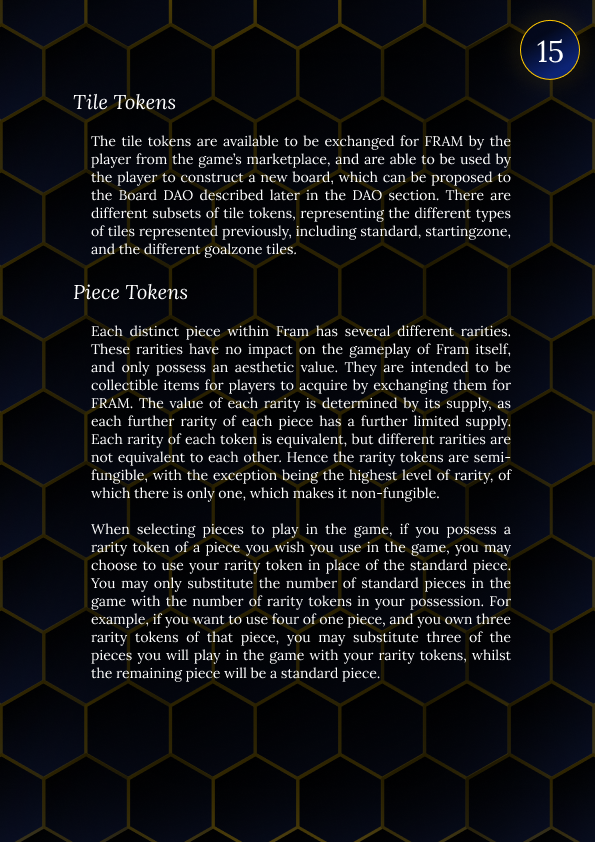 15
Tile Tokens
The tile tokens are available to be exchanged for FRAM by the
player from the game’s marketplace, and are able to be used by
the player to construct a new board, which can be proposed to
the Board DAO described later in the DAO section. There are
different subsets of tile tokens, representing the different types
of tiles represented previously, including standard, startingzone,
and the different goalzone tiles.
Piece Tokens
Each distinct piece within Fram has several different rarities.
These rarities have no impact on the gameplay of Fram itself,
and only possess an aesthetic value. They are intended to be
collectible items for players to acquire by exchanging them for
FRAM. The value of each rarity is determined by its supply, as
each further rarity of each piece has a further limited supply.
Each rarity of each token is equivalent, but different rarities are
not equivalent to each other. Hence the rarity tokens are semi-
fungible, with the exception being the highest level of rarity, of
which there is only one, which makes it non-fungible.
When selecting pieces to play in the game, if you possess a
rarity token of a piece you wish you use in the game, you may
choose to use your rarity token in place of the standard piece.
You may only substitute the number of standard pieces in the
game with the number of rarity tokens in your possession. For
example, if you want to use four of one piece, and you own three
rarity tokens of that piece, you may substitute three of the
pieces you will play in the game with your rarity tokens, whilst
the remaining piece will be a standard piece.